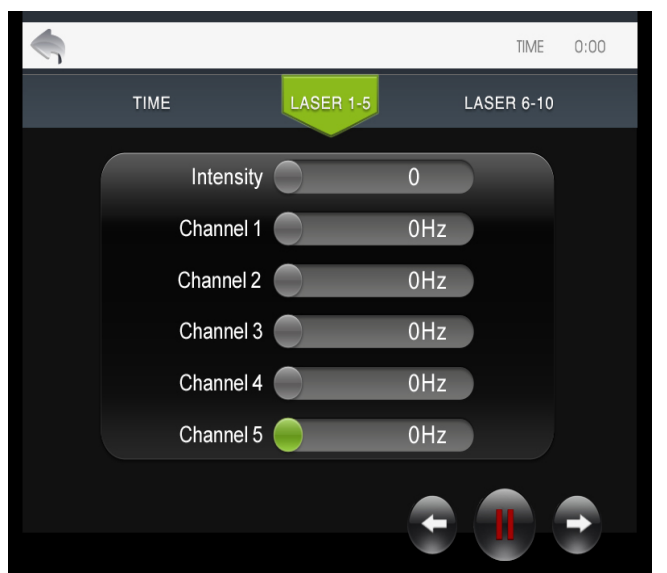 TIME 0:00
TIME LASER 1-5 LASER 6-10
Intensity 0
Channel 1 0Hz
Channel 2 0Hz
Channel 3 0Hz
Channel 4 0Hz
Channel 5 0Hz